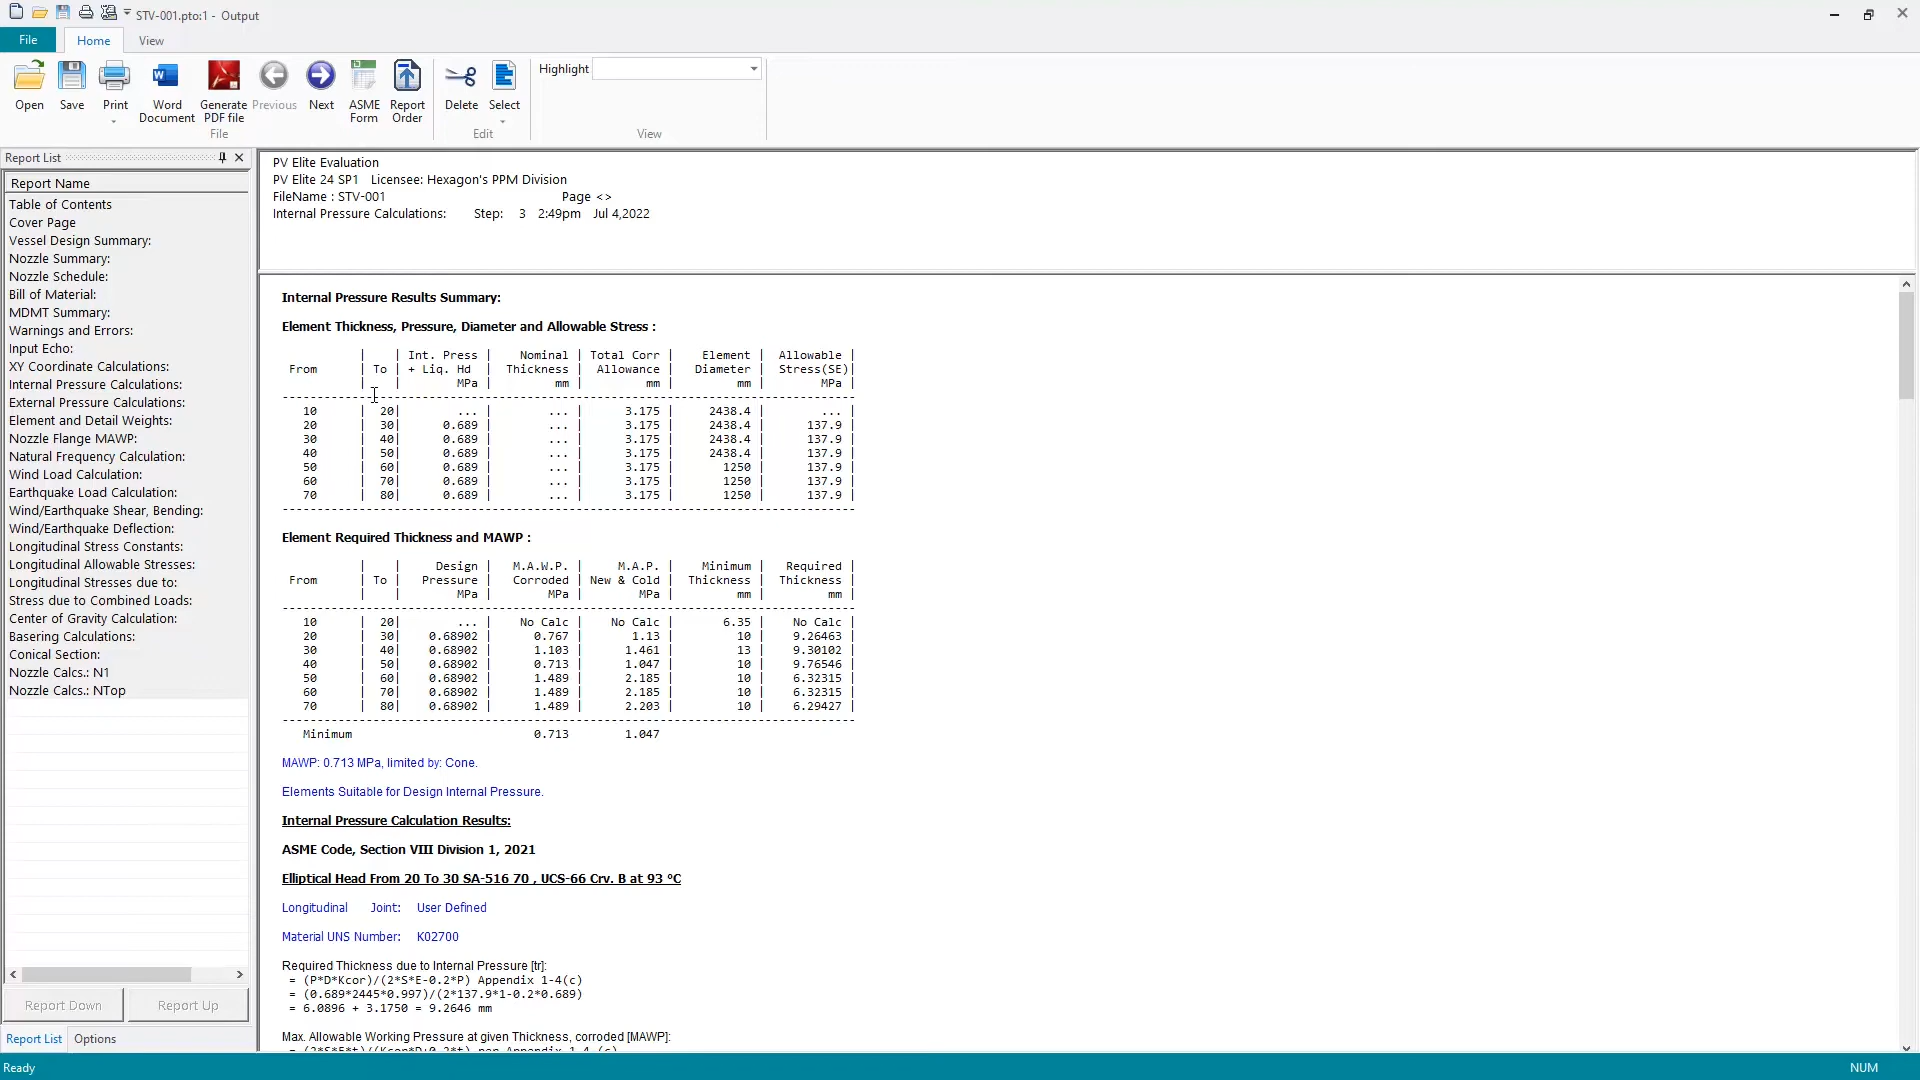 STV-001.pto:1 - Output
File
Home
View
Open
Save
Print
Word Document
Generate PDF file
Previous
Next
ASME Form
Report Order
File
Delete
Select
Edit
Highlight
View
Report List
Report Name
Table of Contents
Cover Page
Vessel Design Summary:
Nozzle Summary:
Nozzle Schedule:
Bill of Material:
MDMT Summary:
Warnings and Errors:
Input Echo:
XY Coordinate Calculations:
Internal Pressure Calculations:
External Pressure Calculations:
Element and Detail Weights:
Nozzle Flange MAWP:
Natural Frequency Calculation:
Wind Load Calculation:
Earthquake Load Calculation:
Wind/Earthquake Shear, Bending:
Wind/Earthquake Deflection:
Longitudinal Stress Constants:
Longitudinal Allowable Stresses:
Longitudinal Stresses due to:
Stress due to Combined Loads:
Center of Gravity Calculation:
Basering Calculations:
Conical Section:
Nozzle Calcs.: N1
Nozzle Calcs.: NTop
Report Down
Report Up
Report List
Options
PV Elite Evaluation
PV Elite 24 SP1 Licensee: Hexagon's PPM Division
FileName : STV-001 Page <>
Internal Pressure Calculations: Step: 3 2:49pm Jul 4,2022
Internal Pressure Results Summary:
Element Thickness, Pressure, Diameter and Allowable Stress :
| | Int. Press | Nominal | Total Corr | Element | Allowable |
From | To | + Liq. Hd | Thickness | Allowance | Diameter | Stress(SE)|
| | MPa | mm | mm | mm | MPa |
10 | 20| ... | ... | 3.175 | 2438.4 | ... |
20 | 30| 0.689 | ... | 3.175 | 2438.4 | 137.9 |
30 | 40| 0.689 | ... | 3.175 | 2438.4 | 137.9 |
40 | 50| 0.689 | ... | 3.175 | 2438.4 | 137.9 |
50 | 60| 0.689 | ... | 3.175 | 1250 | 137.9 |
60 | 70| 0.689 | ... | 3.175 | 1250 | 137.9 |
70 | 80| 0.689 | ... | 3.175 | 1250 | 137.9 |
Element Required Thickness and MAWP :
| | Design | M.A.W.P. | M.A.P. | Minimum | Required |
From | To | Pressure | Corroded | New & Cold | Thickness | Thickness |
| | MPa | MPa | MPa | mm | mm |
10 | 20| ... | No Calc | No Calc | 6.35 | No Calc |
20 | 30| 0.68902 | 0.767 | 1.13 | 10 | 9.26463 |
30 | 40| 0.68902 | 1.103 | 1.461 | 13 | 9.30102 |
40 | 50| 0.68902 | 0.713 | 1.047 | 10 | 9.76546 |
50 | 60| 0.68902 | 1.489 | 2.185 | 10 | 6.32315 |
60 | 70| 0.68902 | 1.489 | 2.185 | 10 | 6.32315 |
70 | 80| 0.68902 | 1.489 | 2.203 | 10 | 6.29427 |
Minimum 0.713 1.047
MAWP: 0.713 MPa, limited by: Cone.
Elements Suitable for Design Internal Pressure.
Internal Pressure Calculation Results:
ASME Code, Section VIII Division 1, 2021
Elliptical Head From 20 To 30 SA-516 70 , UCS-66 Crv. B at 93 °C
Longitudinal Joint: User Defined
Material UNS Number: K02700
Required Thickness due to Internal Pressure [tr]:
= (P*D*Kcor)/(2*S*E-0.2*P) Appendix 1-4(c)
= (0.689*2445*0.997)/(2*137.9*1-0.2*0.689)
= 6.0896 + 3.1750 = 9.2646 mm
Max. Allowable Working Pressure at given Thickness, corroded [MAWP]:
= (2*S*E*t)/(Kcor*D+0.2*t) per Appendix 1-4 (c)
Ready
NUM